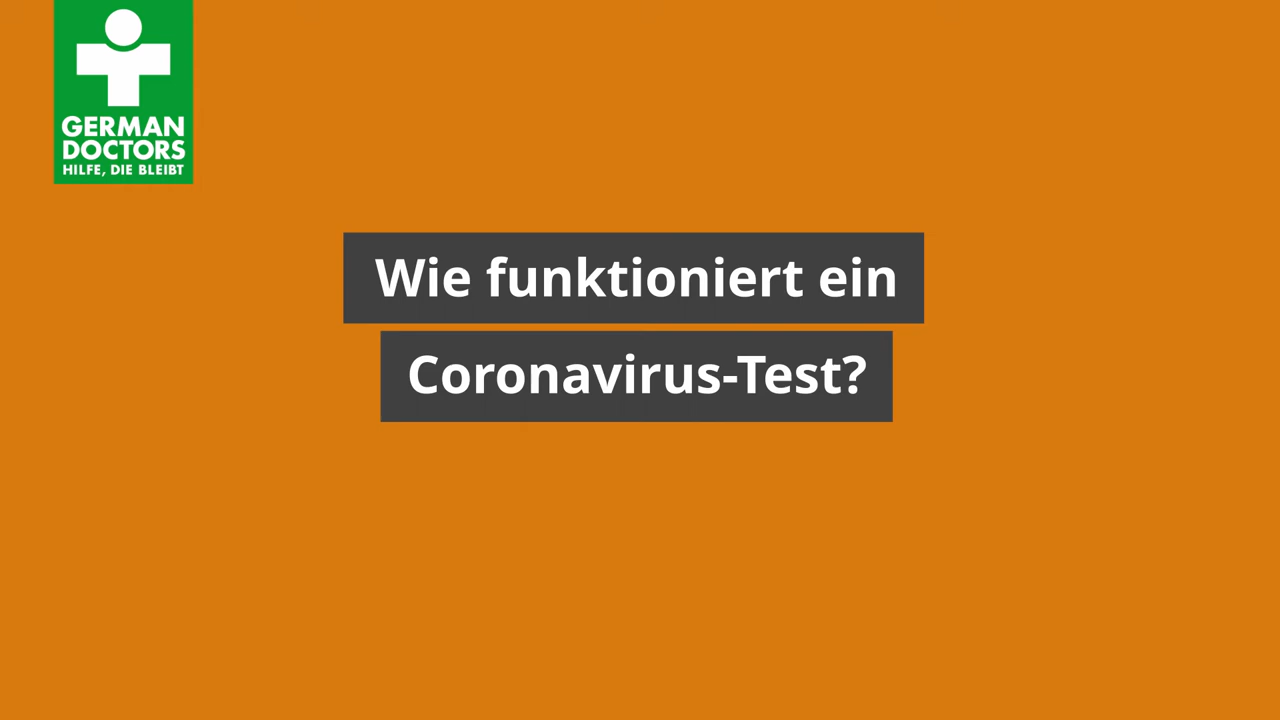 GERMAN
DOCTORS
HILFE, DIE BLEIBT
Wie funktioniert ein
Coronavirus-Test?